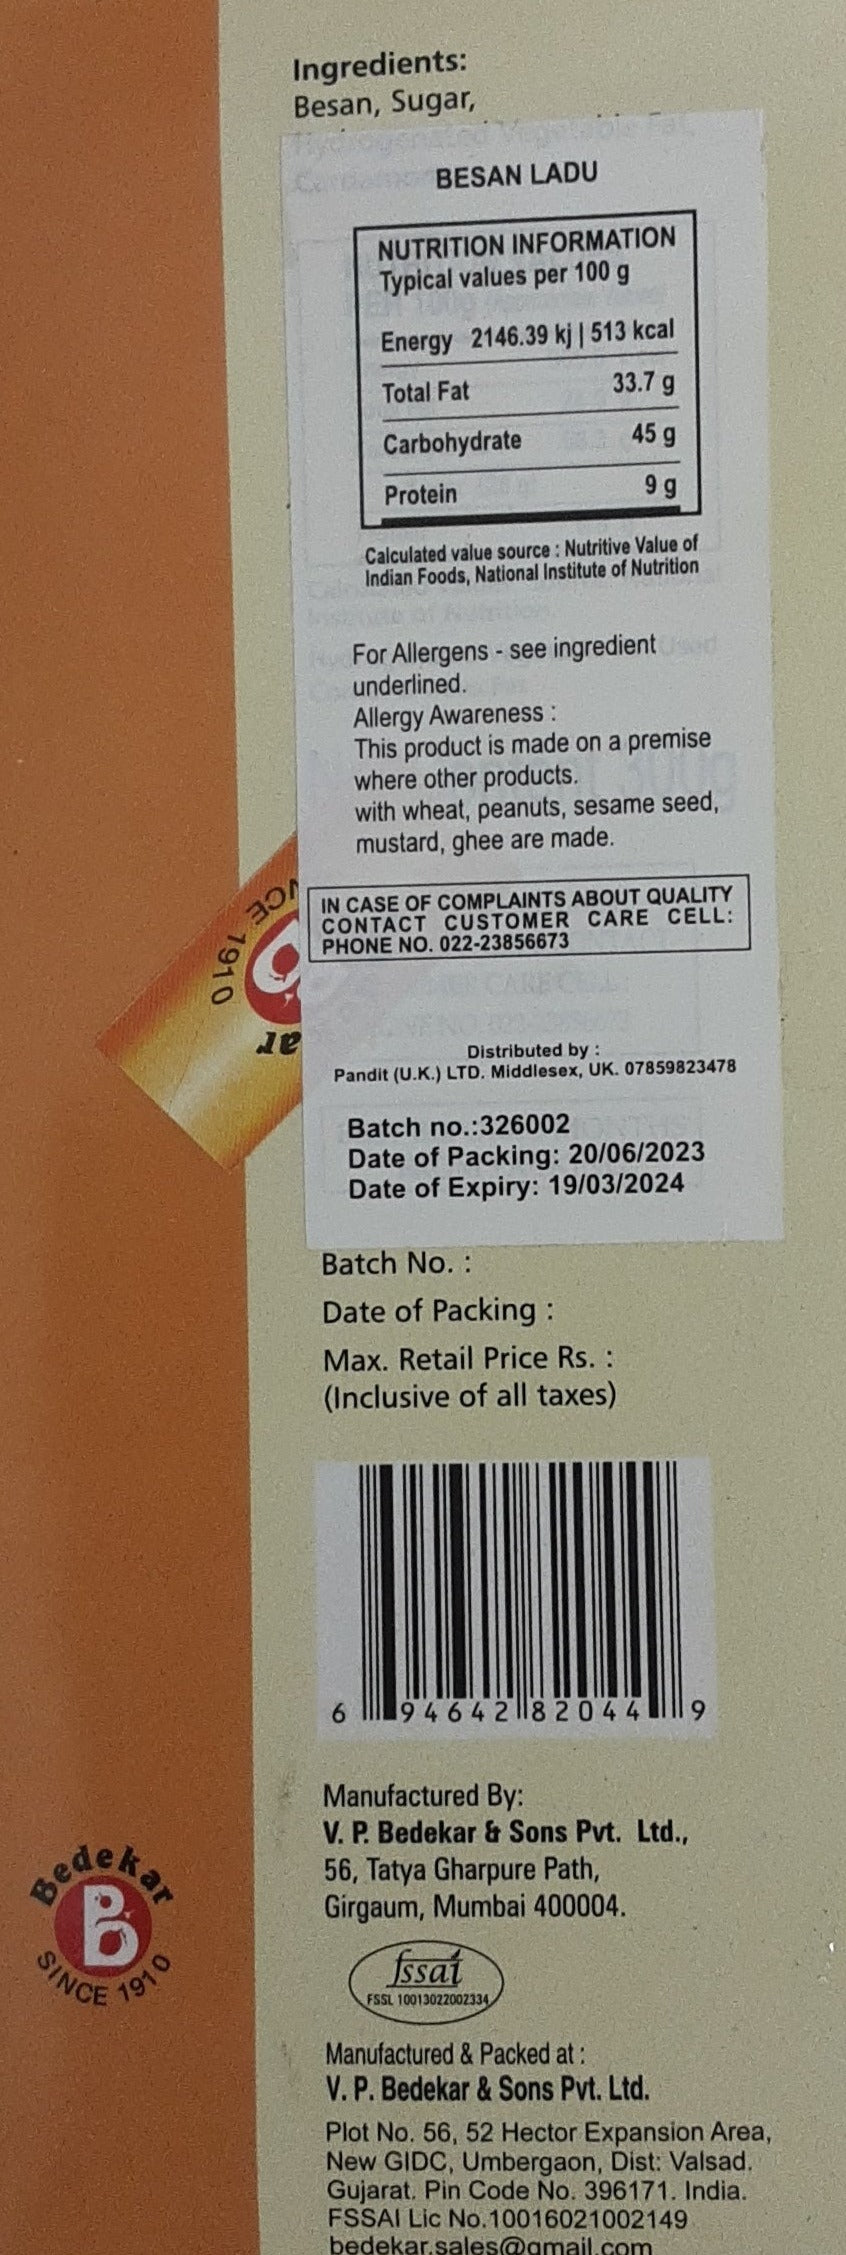 Ingredients:
Besan, Sugar,
Hydrogenated Vegetable Fat,
Cardamom
BESAN LADU
NUTRITION INFORMATION
Typical values per 100 g
Energy 2146.39 kj | 513 kcal
Total Fat 33.7 g
Carbohydrate 45 g
Protein 9 g
Calculated value source : Nutritive Value of
Indian Foods, National Institute of Nutrition
For Allergens - see ingredient
underlined.
Allergy Awareness :
This product is made on a premise
where other products.
with wheat, peanuts, sesame seed,
mustard, ghee are made.
IN CASE OF COMPLAINTS ABOUT QUALITY
CONTACT CUSTOMER CARE CELL:
PHONE NO. 022-23856673
1910
ar
Distributed by :
Pandit (U.K.) LTD. Middlesex, UK. 07859823478
Batch no.:326002
Date of Packing: 20/06/2023
Date of Expiry: 19/03/2024
Batch No. :
Date of Packing :
Max. Retail Price Rs. :
(Inclusive of all taxes)
6 94642 82044 9
Manufactured By:
V. P. Bedekar & Sons Pvt. Ltd.,
56, Tatya Gharpure Path,
Girgaum, Mumbai 400004.
Bedekar
B
SINCE 1910
fssai
FSSL 10013022002334
Manufactured & Packed at :
V. P. Bedekar & Sons Pvt. Ltd.
Plot No. 56, 52 Hector Expansion Area,
New GIDC, Umbergaon, Dist: Valsad.
Gujarat. Pin Code No. 396171. India.
FSSAI Lic No.10016021002149
bedekar.sales@gmail.com